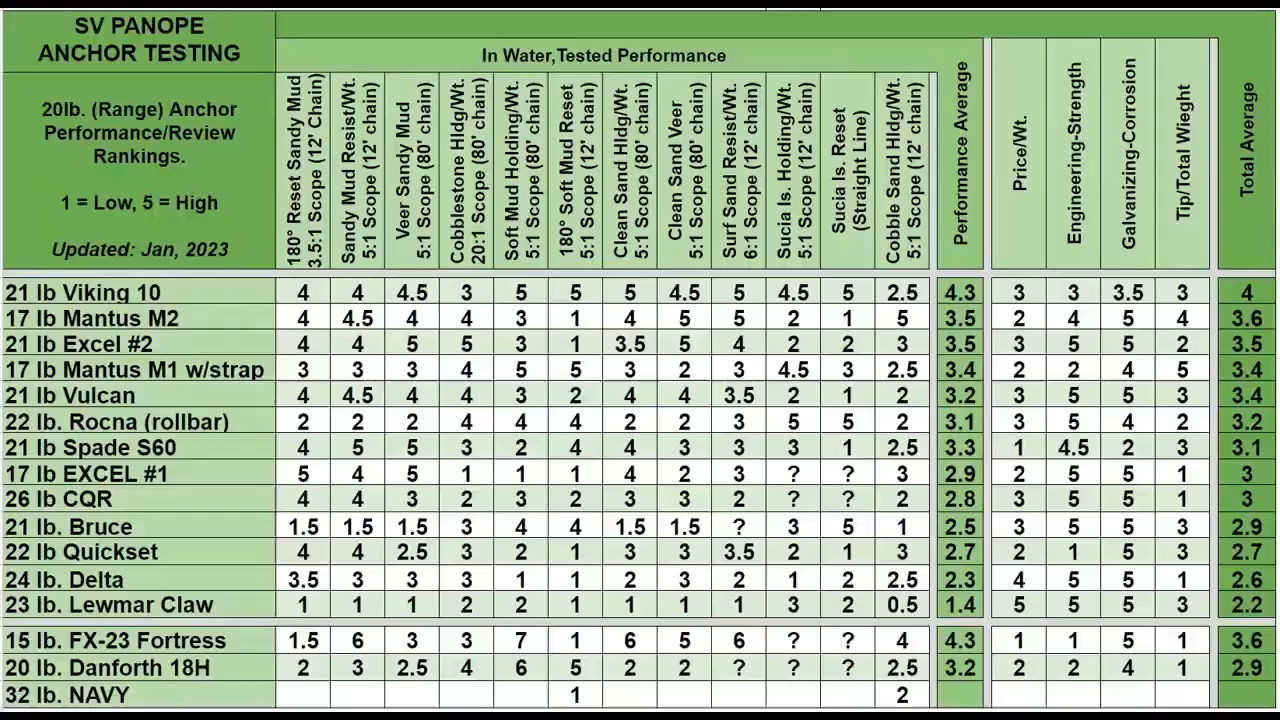 SV PANOPE
ANCHOR TESTING
20lb. (Range) Anchor
Performance/Review
Rankings.
1 = Low, 5 = High
Updated: Jan, 2023
In Water,Tested Performance
180° Reset Sandy Mud
3.5:1 Scope (12' Chain)
Sandy Mud Resist/Wt.
5:1 Scope (12' chain)
Veer Sandy Mud
5:1 Scope (80' chain)
Cobblestone Hldg/Wt.
20:1 Scope (80' chain)
Soft Mud Holding/Wt.
5:1 Scope (80' chain)
180° Soft Mud Reset
5:1 Scope (12' chain)
Clean Sand Hldg/Wt.
5:1 Scope (80' chain)
Clean Sand Veer
5:1 Scope (80' chain)
Surf Sand Resist/Wt.
6:1 Scope (12' chain)
Sucia Is. Holding/Wt.
5:1 Scope (12' chain)
Sucia Is. Reset
(Straight Line)
Cobble Sand Hldg/Wt.
5:1 Scope (12' chain)
Performance Average
Price/Wt.
Engineering-Strength
Galvanizing-Corrosion
Tip/Total Wieght
Total Average
21 lb Viking 10 4 4 4.5 3 5 5 5 4.5 5 4.5 5 2.5 4.3 3 3 3.5 3 4
17 lb Mantus M2 4 4.5 4 4 3 1 4 5 5 2 1 5 3.5 2 4 5 4 3.6
21 lb Excel #2 4 4 5 5 3 1 3.5 5 4 2 2 3 3.5 3 5 5 2 3.5
17 lb Mantus M1 w/strap 3 3 3 4 5 5 3 2 3 4.5 3 2.5 3.4 2 2 4 5 3.4
21 lb Vulcan 4 4.5 4 4 3 2 4 4 3.5 2 1 2 3.2 3 5 5 3 3.4
22 lb. Rocna (rollbar) 2 2 2 4 4 4 2 2 3 5 5 2 3.1 3 5 4 2 3.2
21 lb Spade S60 4 5 5 3 2 4 4 3 3 3 1 2.5 3.3 1 4.5 2 3 3.1
17 lb EXCEL #1 5 4 5 1 1 1 4 2 3 ? ? 3 2.9 2 5 5 1 3
26 lb CQR 4 4 3 2 3 2 3 3 2 ? ? 2 2.8 3 5 5 1 3
21 lb. Bruce 1.5 1.5 1.5 3 4 4 1.5 1.5 ? 3 5 1 2.5 3 5 5 3 2.9
22 lb Quickset 4 4 2.5 3 2 1 3 3 3.5 2 1 3 2.7 2 1 5 3 2.7
24 lb. Delta 3.5 3 3 3 1 1 2 3 2 1 2 2.5 2.3 4 5 5 1 2.6
23 lb. Lewmar Claw 1 1 1 2 2 1 1 1 1 3 2 0.5 1.4 5 5 5 3 2.2
15 lb. FX-23 Fortress 1.5 6 3 3 7 1 6 5 6 ? ? 4 4.3 1 1 5 1 3.6
20 lb. Danforth 18H 2 3 2.5 4 6 5 2 2 ? ? ? 2.5 3.2 2 2 4 1 2.9
32 lb. NAVY 1 2